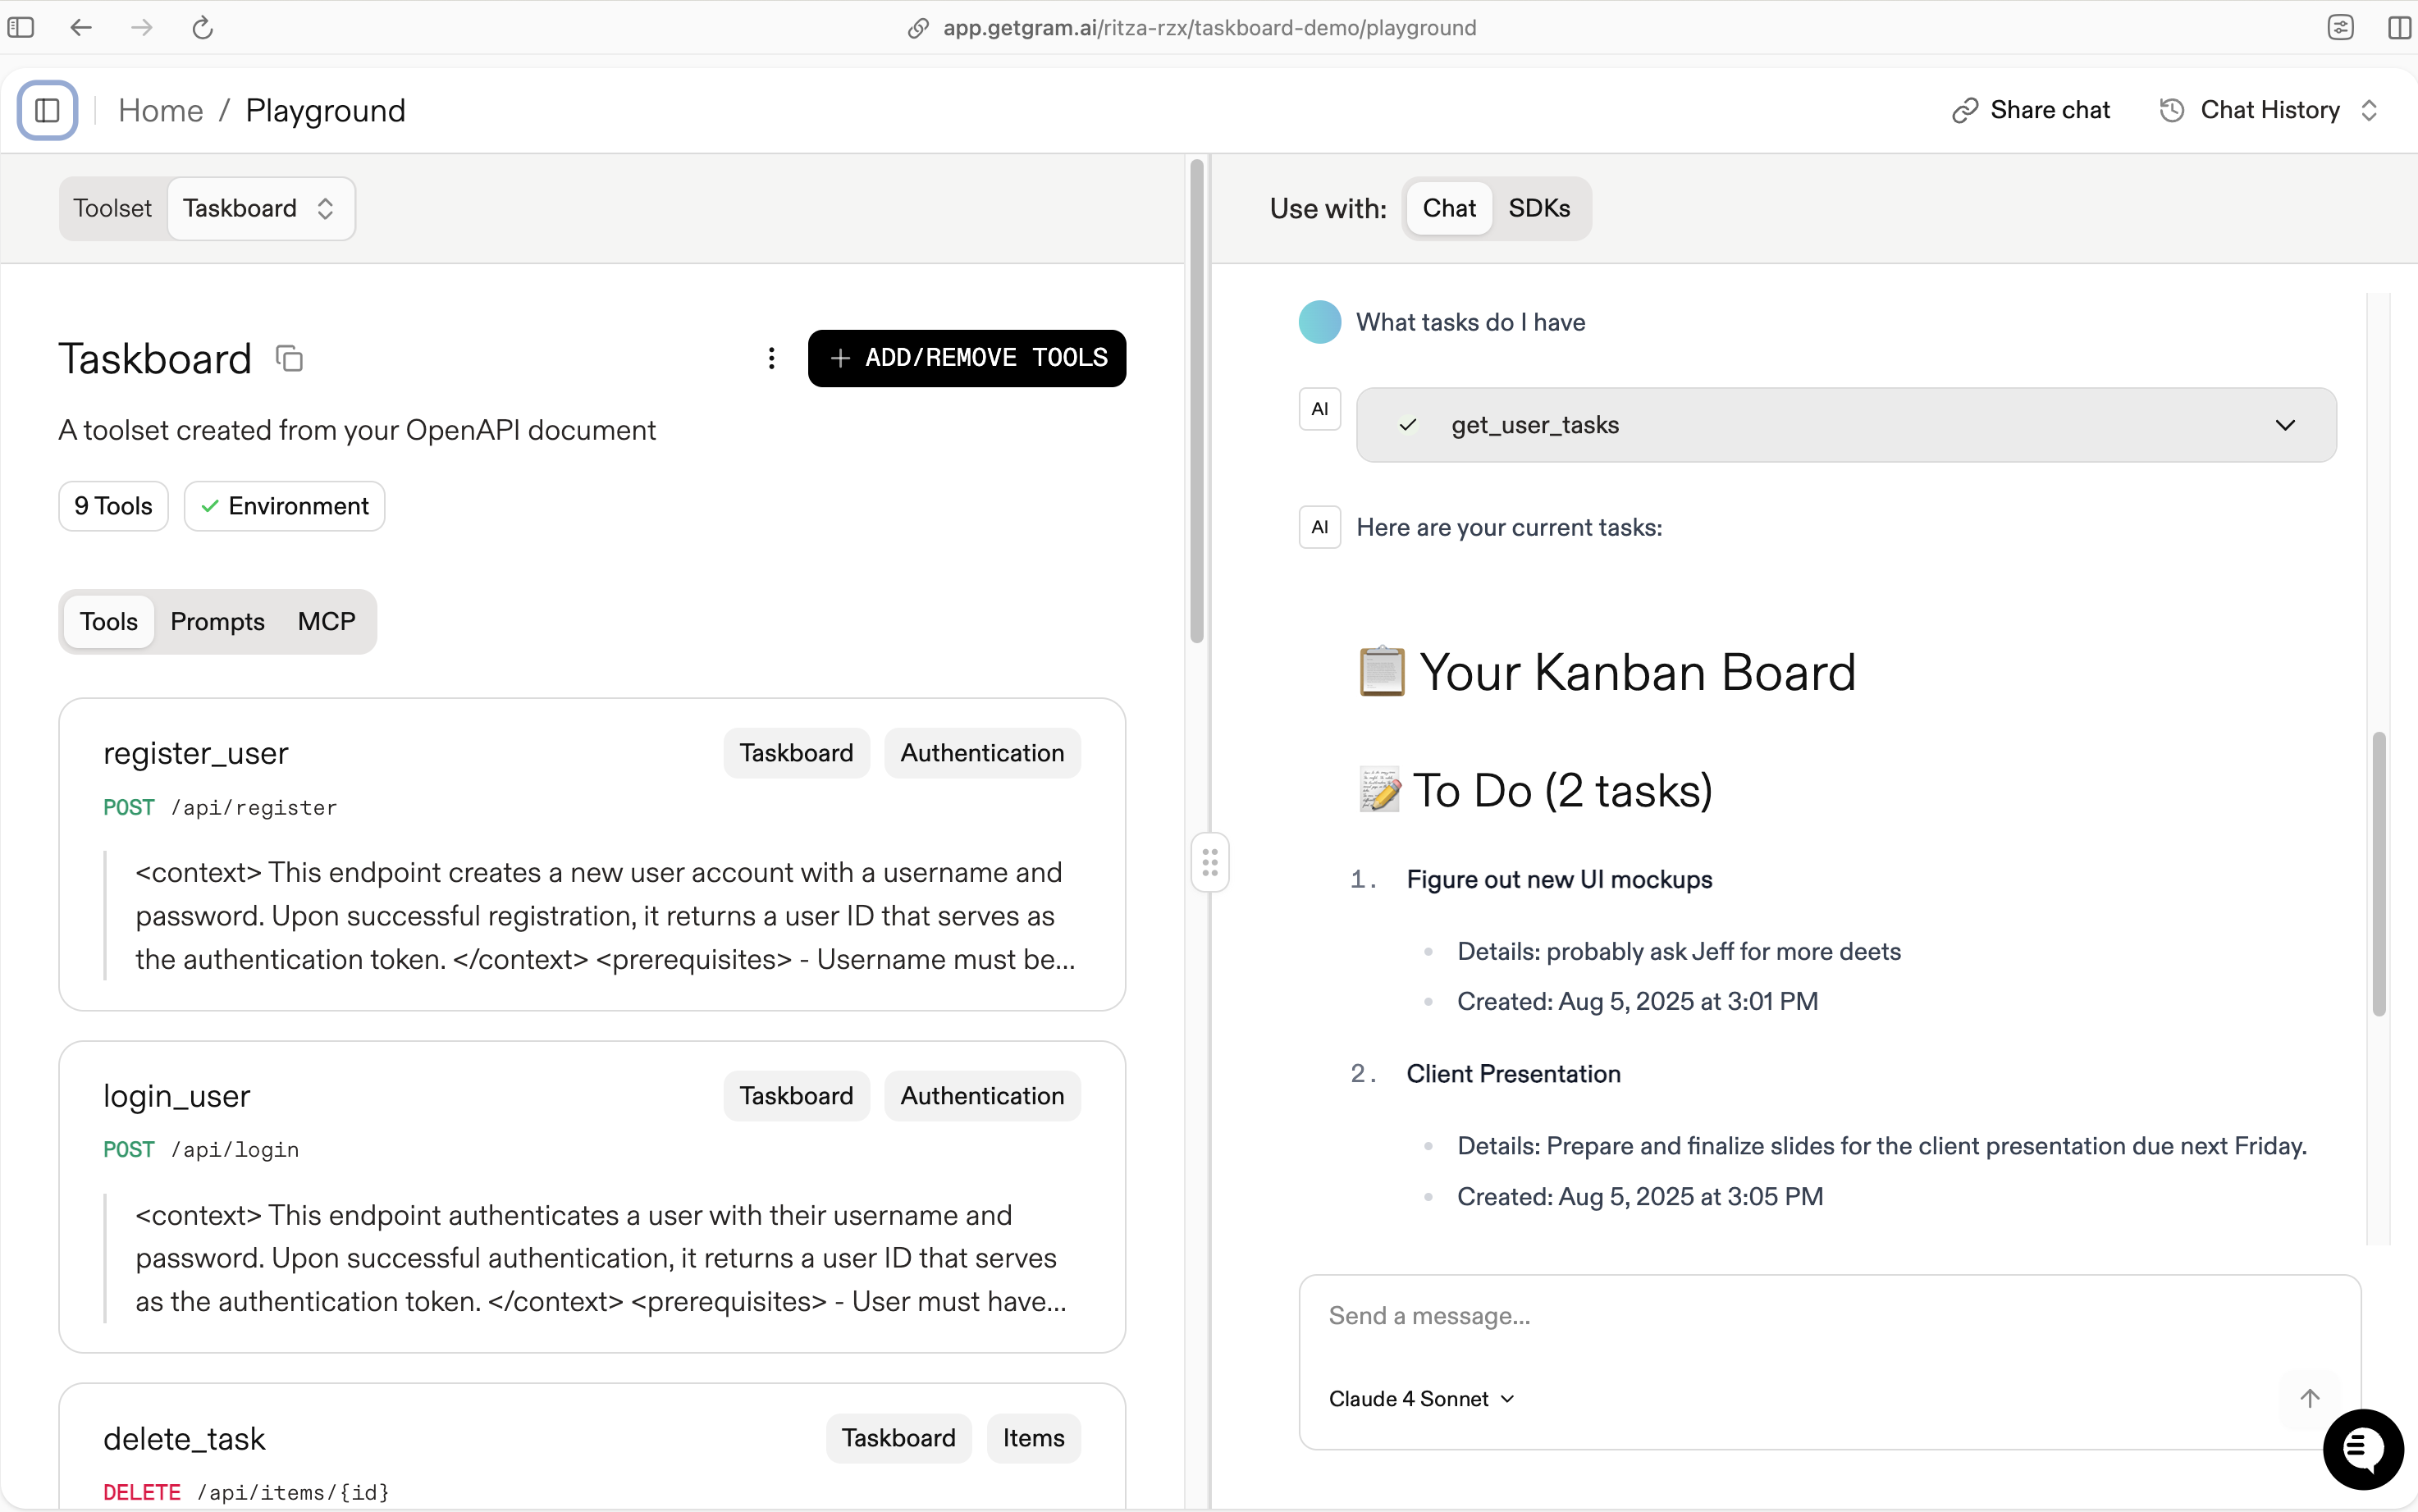 app.getgram.ai/ritza-rzx/taskboard-demo/playground
Home / Playground
Share chat
Chat History
Toolset
Taskboard
Taskboard
+ ADD/REMOVE TOOLS
A toolset created from your OpenAPI document
9 Tools
Environment
Tools
Prompts
MCP
register_user
Taskboard
Authentication
POST /api/register
<context> This endpoint creates a new user account with a username and
password. Upon successful registration, it returns a user ID that serves as
the authentication token. </context> <prerequisites> - Username must be...
login_user
Taskboard
Authentication
POST /api/login
<context> This endpoint authenticates a user with their username and
password. Upon successful authentication, it returns a user ID that serves
as the authentication token. </context> <prerequisites> - User must have...
delete_task
Taskboard
Items
DELETE /api/items/{id}
Use with:
Chat
SDKs
What tasks do I have
AI
get_user_tasks
AI
Here are your current tasks:
📋 Your Kanban Board
📝 To Do (2 tasks)
1. Figure out new UI mockups
Details: probably ask Jeff for more deets
Created: Aug 5, 2025 at 3:01 PM
2. Client Presentation
Details: Prepare and finalize slides for the client presentation due next Friday.
Created: Aug 5, 2025 at 3:05 PM
Send a message...
Claude 4 Sonnet